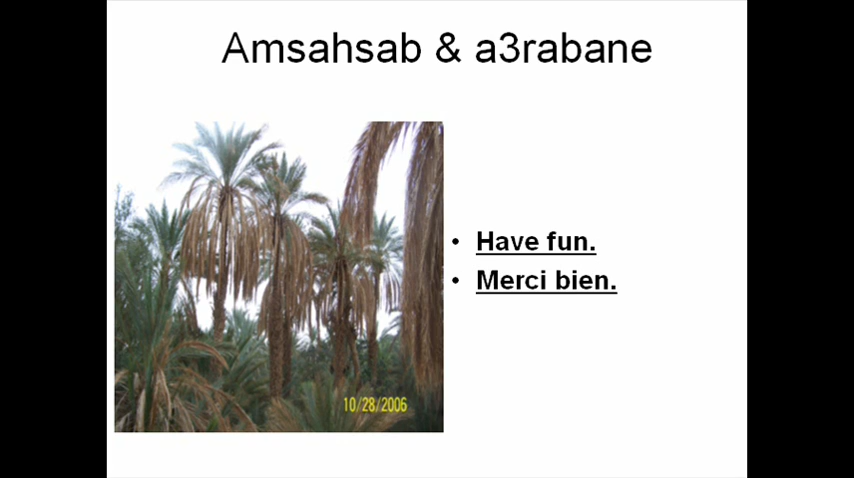 Amsahsab & a3rabane
• Have fun.
• Merci bien.
10/28/2006